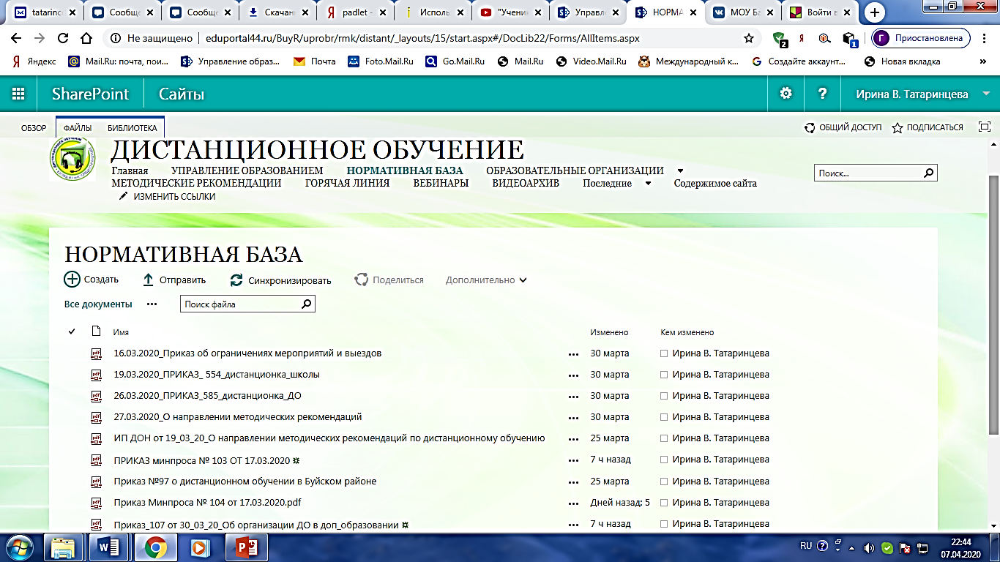 tatarinc
Сообще
Сообще
Скачан
padlet -
Исполь
"Учени
Управл
НОРМА
МОУ Ба
Войти в
Не защищено
eduportal44.ru/BuyR/uprobr/rmk/distant/_layouts/15/start.aspx#/DocLib22/Forms/AllItems.aspx
2
Я
1
Г Приостановлена
Яндекс
Mail.Ru: почта, пои...
Управление образ...
Почта
Foto.Mail.Ru
Go.Mail.Ru
Mail.Ru
Video.Mail.Ru
Международный к...
Создайте аккаунт...
Новая вкладка
»
SharePoint Сайты
? Ирина В. Татаринцева
ОБЗОР ФАЙЛЫ БИБЛИОТЕКА
ОБЩИЙ ДОСТУП ПОДПИСАТЬСЯ
ДИСТАНЦИОННОЕ ОБУЧЕНИЕ
Главная УПРАВЛЕНИЕ ОБРАЗОВАНИЕМ НОРМАТИВНАЯ БАЗА ОБРАЗОВАТЕЛЬНЫЕ ОРГАНИЗАЦИИ
МЕТОДИЧЕСКИЕ РЕКОМЕНДАЦИИ ГОРЯЧАЯ ЛИНИЯ ВЕБИНАРЫ ВИДЕОАРХИВ Последние Содержимое сайта
ИЗМЕНИТЬ ССЫЛКИ
Поиск...
НОРМАТИВНАЯ БАЗА
Создать Отправить Синхронизировать Поделиться Дополнительно
Все документы ... Поиск файла
Имя Изменено Кем изменено
16.03.2020_Приказ об ограничениях мероприятий и выездов ... 30 марта Ирина В. Татаринцева
19.03.2020_ПРИКАЗ_ 554_дистанционка_школы ... 30 марта Ирина В. Татаринцева
26.03.2020_ПРИКАЗ_585_дистанционка_ДО ... 30 марта Ирина В. Татаринцева
27.03.2020_О направлении методических рекомендаций ... 30 марта Ирина В. Татаринцева
ИП ДОН от 19_03_20_О направлении методических рекомендаций по дистанционному обучению ... 25 марта Ирина В. Татаринцева
ПРИКАЗ минпроса № 103 ОТ 17.03.2020 ... 7 ч назад Ирина В. Татаринцева
Приказ №97 о дистанционном обучении в Буйском районе ... 25 марта Ирина В. Татаринцева
Приказ Минпроса № 104 от 17.03.2020.pdf ... Дней назад: 5 Ирина В. Татаринцева
Приказ_107 от 30_03_20_Об организации ДО в доп_образовании ... 7 ч назад Ирина В. Татаринцева
RU
22:44
07.04.2020